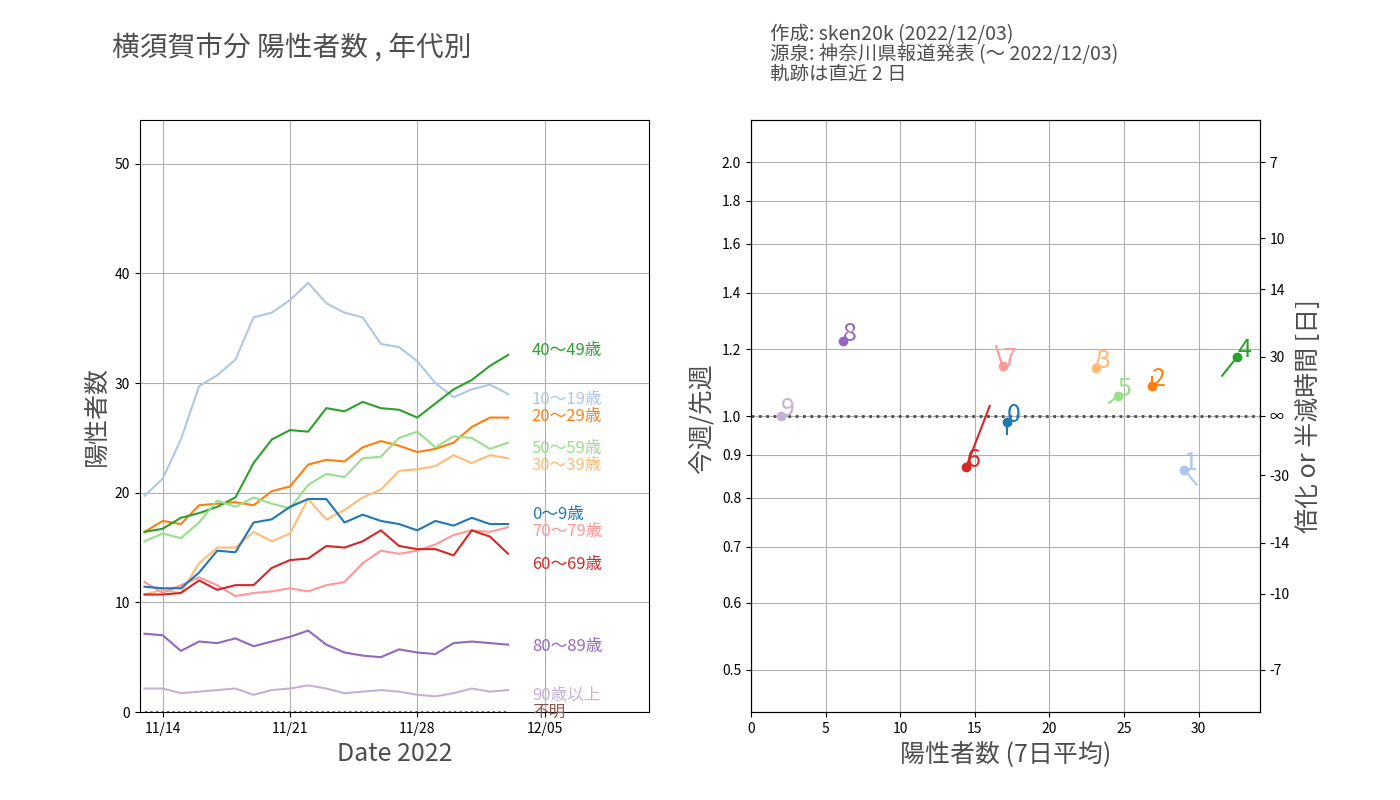 横須賀市分 陽性者数 , 年代別
作成: sken20k (2022/12/03)
源泉: 神奈川県報道発表 (〜 2022/12/03)
軌跡は直近 2 日
陽性者数
50
40
30
20
10
0
11/14
11/21
11/28
12/05
Date 2022
40〜49歳
10〜19歳
20〜29歳
50〜59歳
30〜39歳
0〜9歳
70〜79歳
60〜69歳
80〜89歳
90歳以上
不明
今週/先週
2.0
1.8
1.6
1.4
1.2
1.0
0.9
0.8
0.7
0.6
0.5
0
5
10
15
20
25
30
陽性者数 (7日平均)
8
4
7
3
2
5
9
0
6
1
7
10
14
30
∞
-30
-14
-10
-7
倍化 or 半減時間 [日]